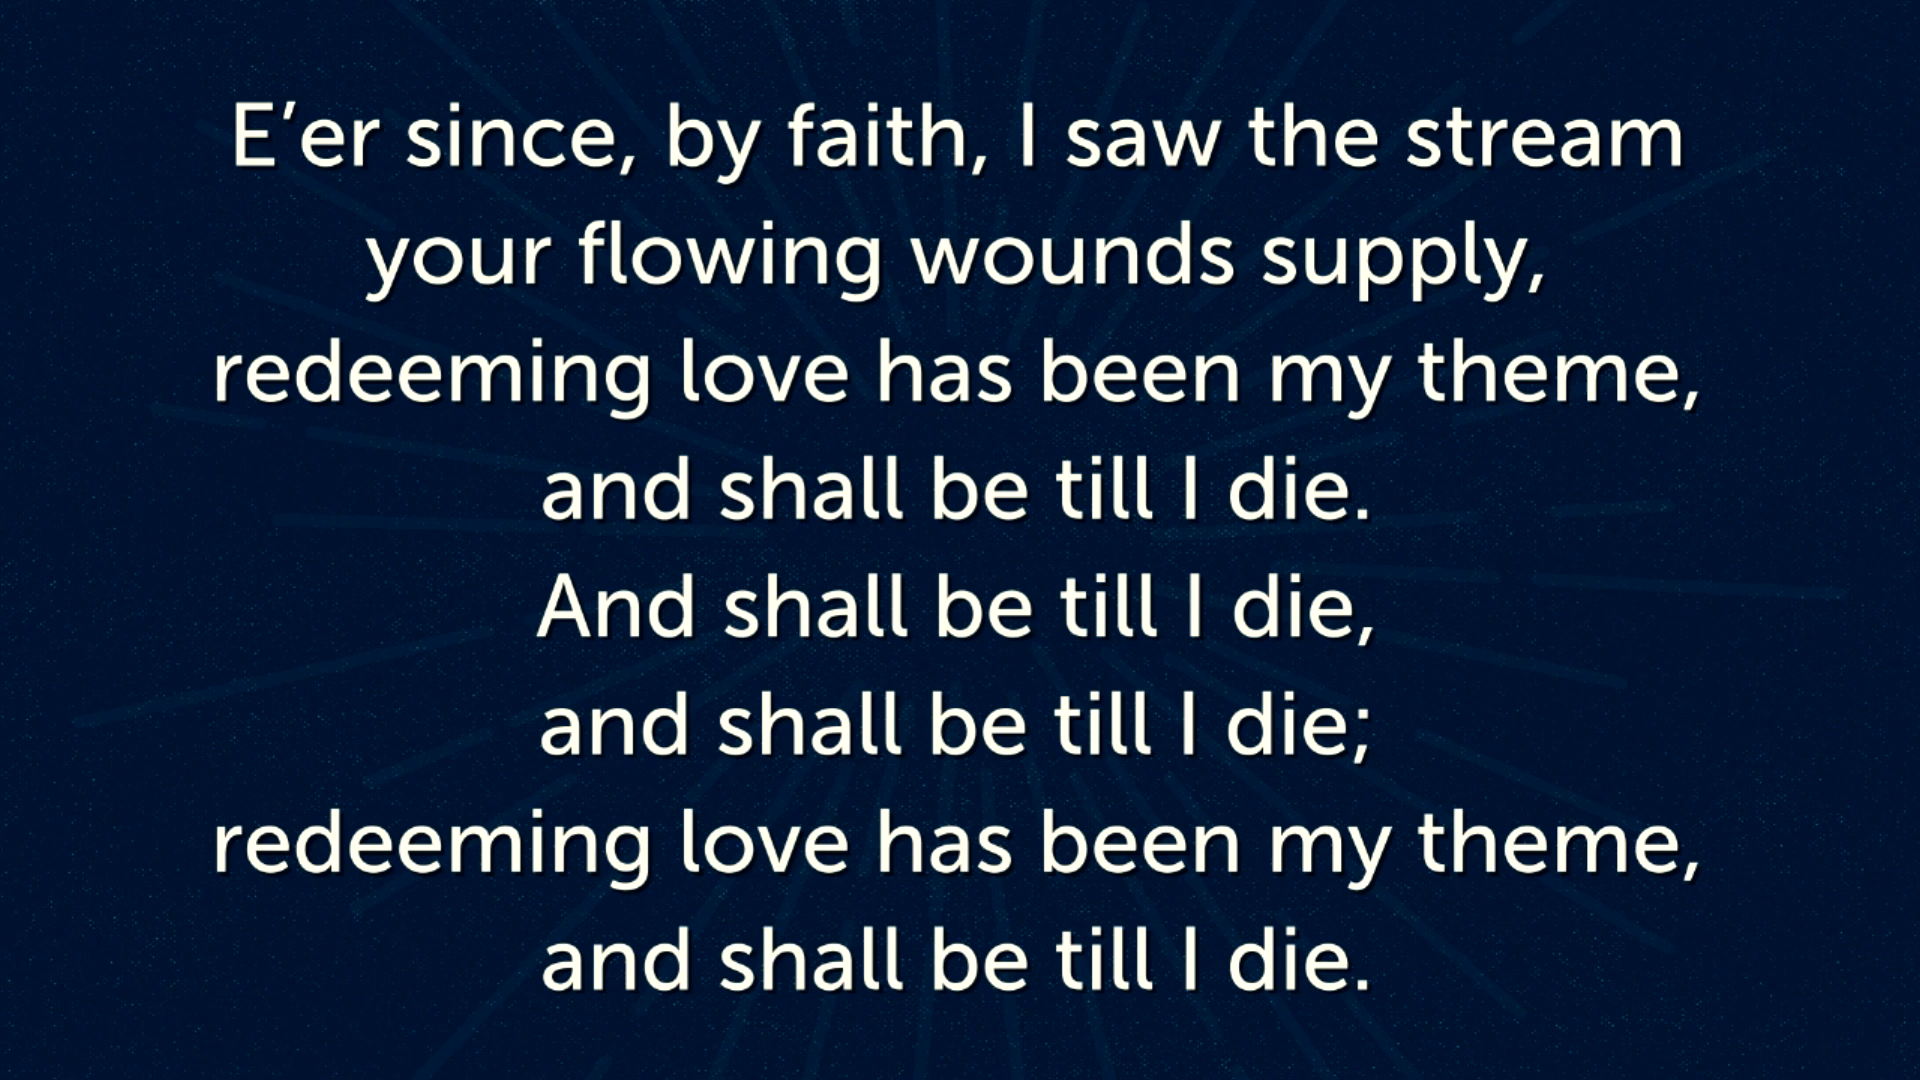 E’er since, by faith, I saw the stream
your flowing wounds supply,
redeeming love has been my theme,
and shall be till I die.
And shall be till I die,
and shall be till I die;
redeeming love has been my theme,
and shall be till I die.